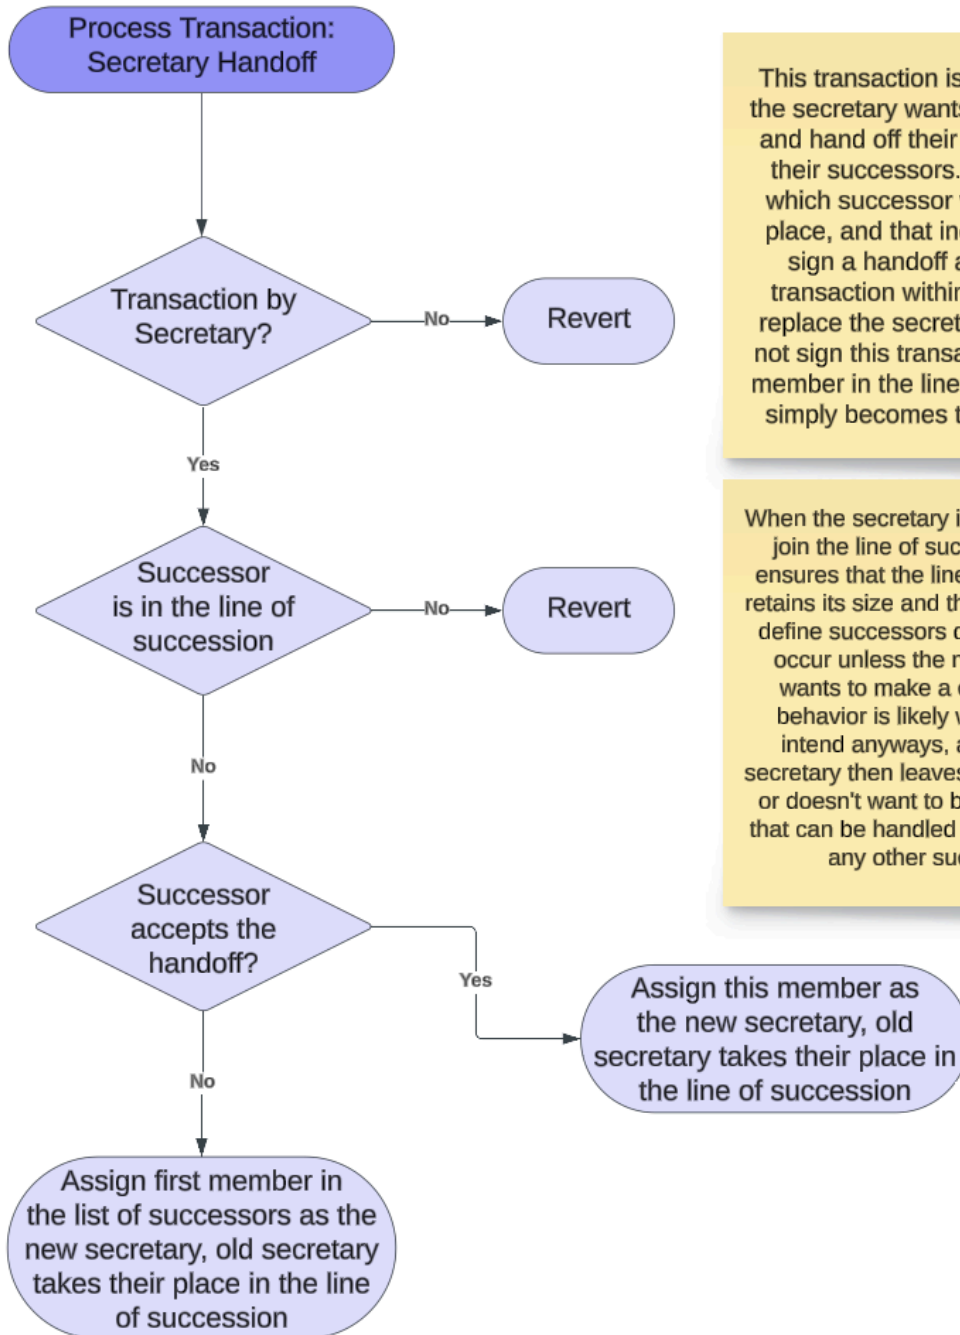 Process Transaction:
Secretary Handoff
This transaction is
the secretary wants
and hand off their
their successors.
which successor
place, and that
sign a handoff
transaction within
replace the
not sign this
member in the line
simply becomes
Transaction by
Secretary?
No
Revert
Yes
When the secretary
join the line of
ensures that the line
retains its size and
define successors
occur unless the
wants to make a
behavior is likely
intend anyways,
secretary then leaves
or doesn't want to
that can be handled
any other
Successor
is in the line of
succession
No
Revert
No
Successor
accepts the
handoff?
Yes
Assign this member as
the new secretary, old
secretary takes their place in
the line of succession
No
Assign first member in
the list of successors as the
new secretary, old secretary
takes their place in the line
of succession